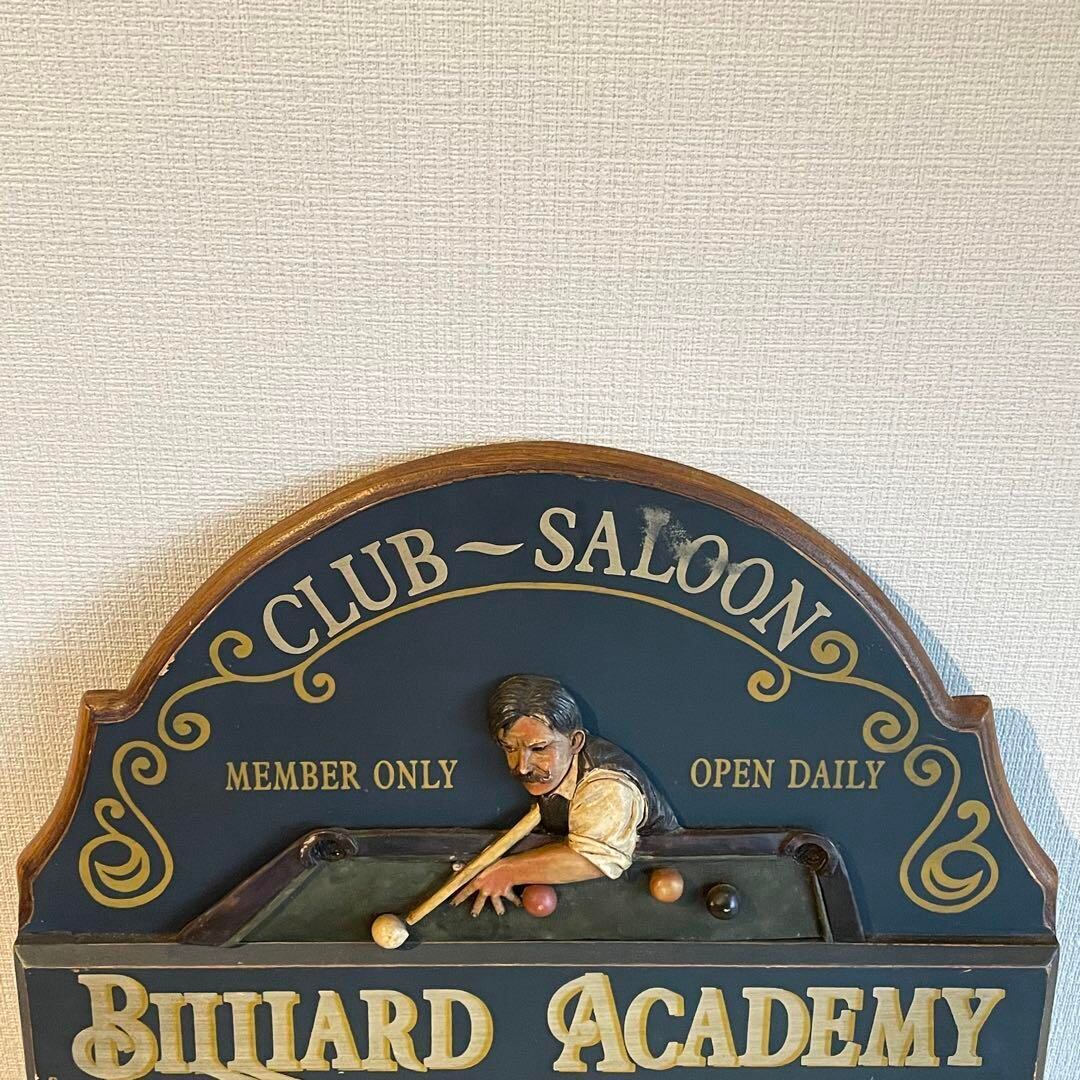 CLUB ~ SALOON
MEMBER ONLY
OPEN DAILY
BILLIARD ACADEMY